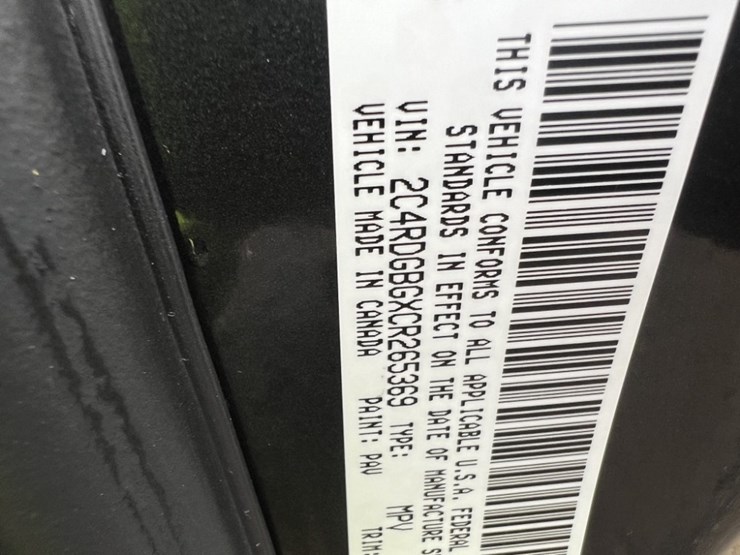 THIS VEHICLE CONFORMS TO ALL APPLICABLE U.S.A. FEDERAL
STANDARDS IN EFFECT ON THE DATE OF MANUFACTURE S
VIN: 2C4RDGBGXCR265369 TYPE: MPV
VEHICLE MADE IN CANADA PAINT: PAU TRIM: